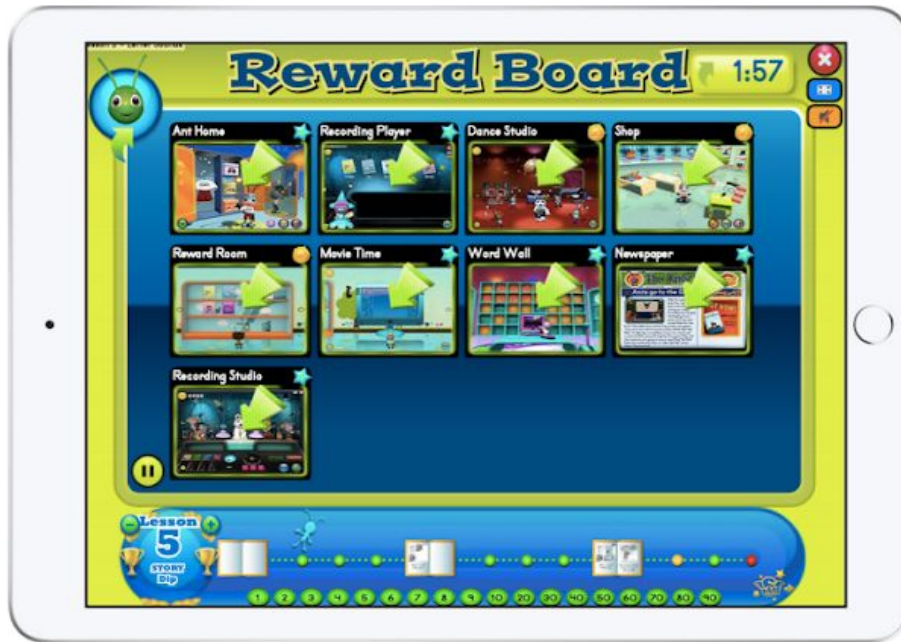 Reward Board
1:57
Ant Home
Recording Player
Dance Studio
Shop
Reward Room
Movie Time
Word Wall
Newspaper
Recording Studio
Lesson
5
STORY
Dip
1 2 3 4 5 6 7 8 9 10 20 30 40 50 60 70 80 90